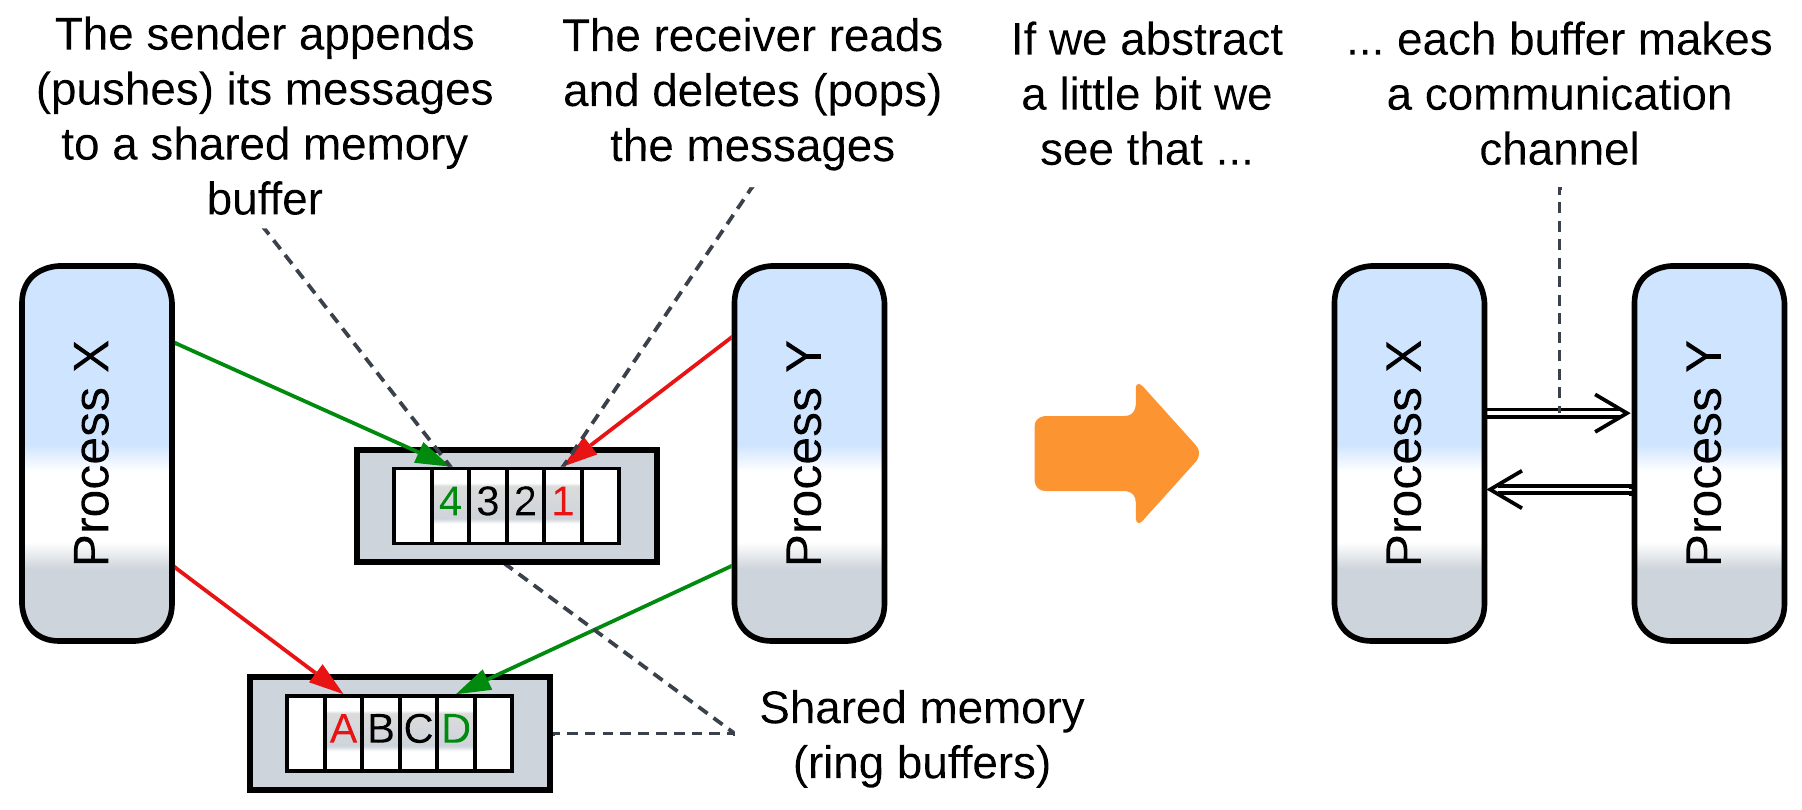 The sender appends
(pushes) its messages
to a shared memory
buffer
The receiver reads
and deletes (pops)
the messages
If we abstract
a little bit we
see that ...
... each buffer makes
a communication
channel
Process X
4 3 2 1
Process Y
Process X
Process Y
A B C D
Shared memory
(ring buffers)